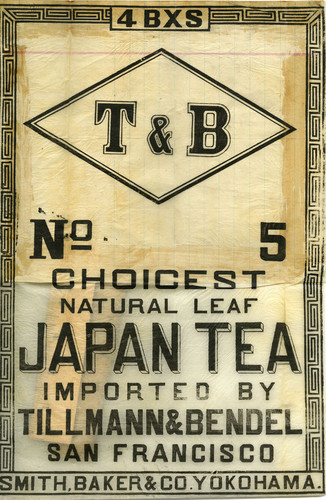 4 BXS
T & B
No 5
CHOICEST
NATURAL LEAF
JAPAN TEA
IMPORTED BY
TILLMANN & BENDEL
SAN FRANCISCO
SMITH, BAKER & CO. YOKOHAMA.